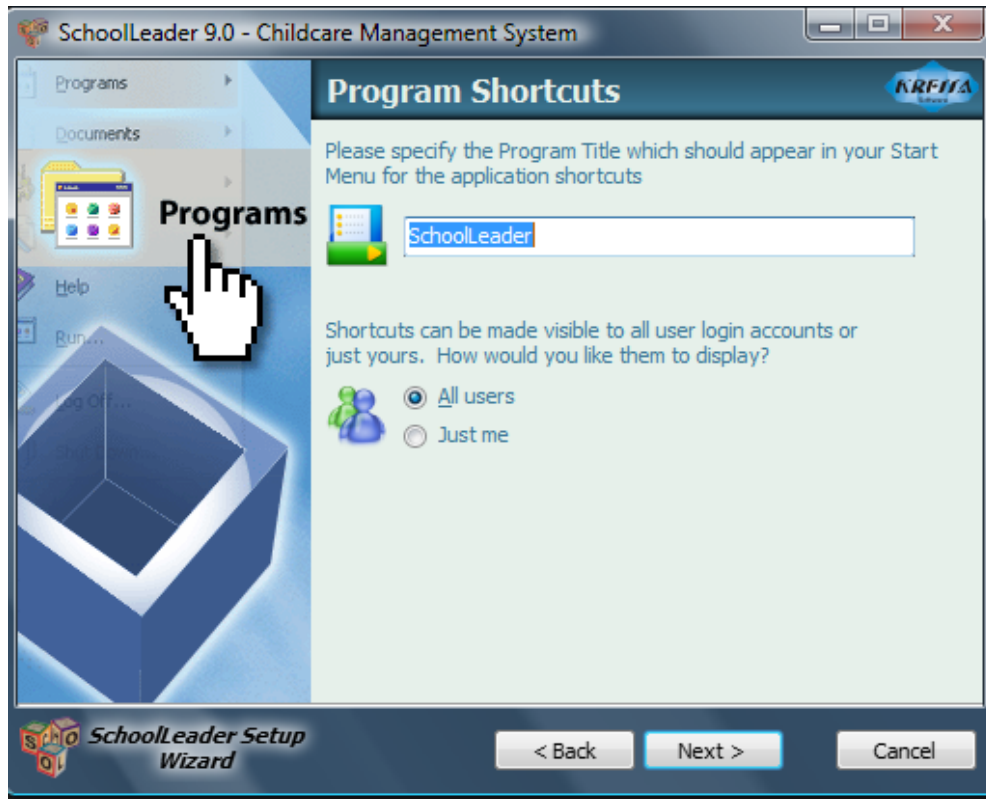 SchoolLeader 9.0 - Childcare Management System
Programs
Documents
Programs
Help
Run...
Log Off...
Program Shortcuts
Please specify the Program Title which should appear in your Start
Menu for the application shortcuts
SchoolLeader
Shortcuts can be made visible to all user login accounts or
just yours.  How would you like them to display?
All users
Just me
SchoolLeader Setup
Wizard
< Back
Next >
Cancel